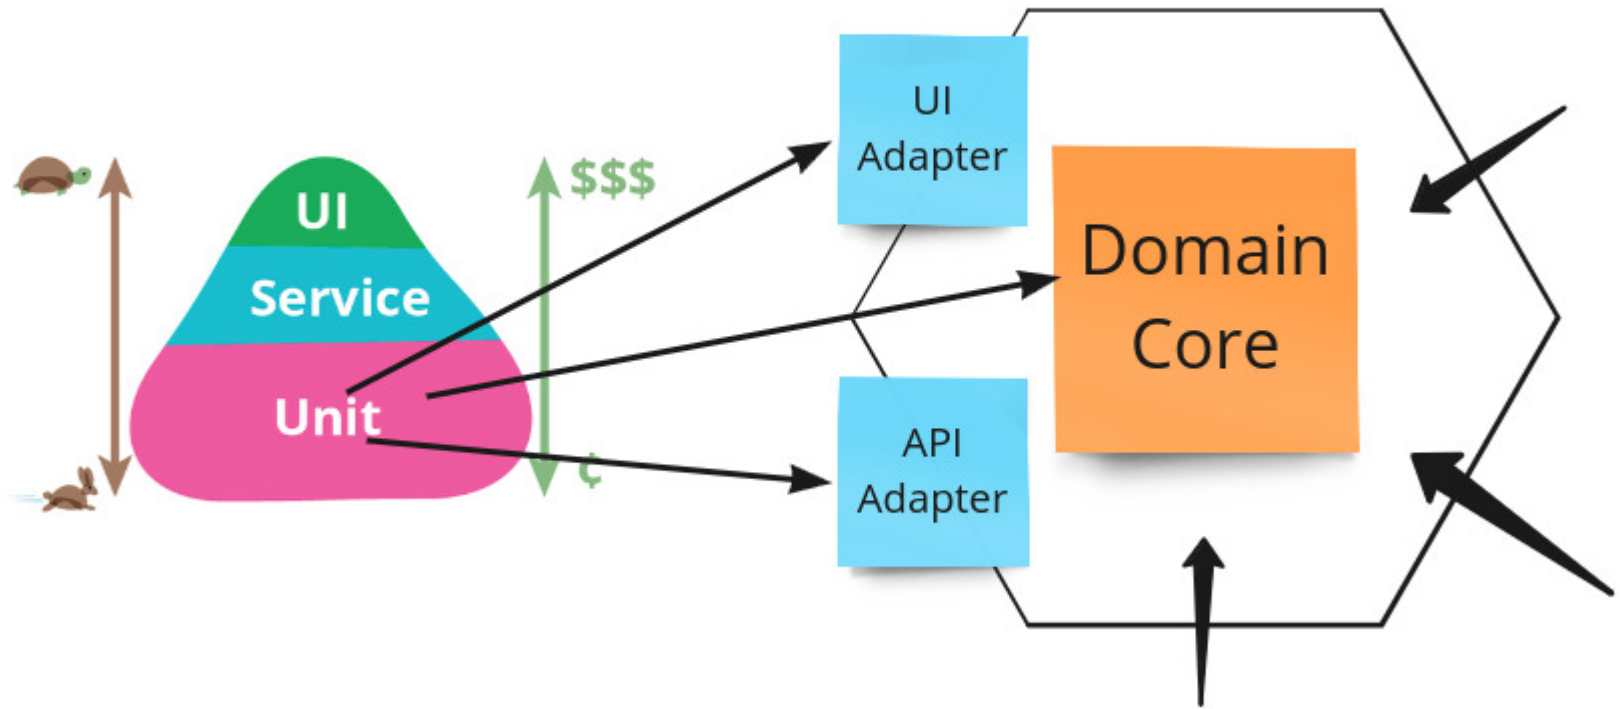 UI
Service
Unit
$$$
¢
UI
Adapter
Domain
Core
API
Adapter